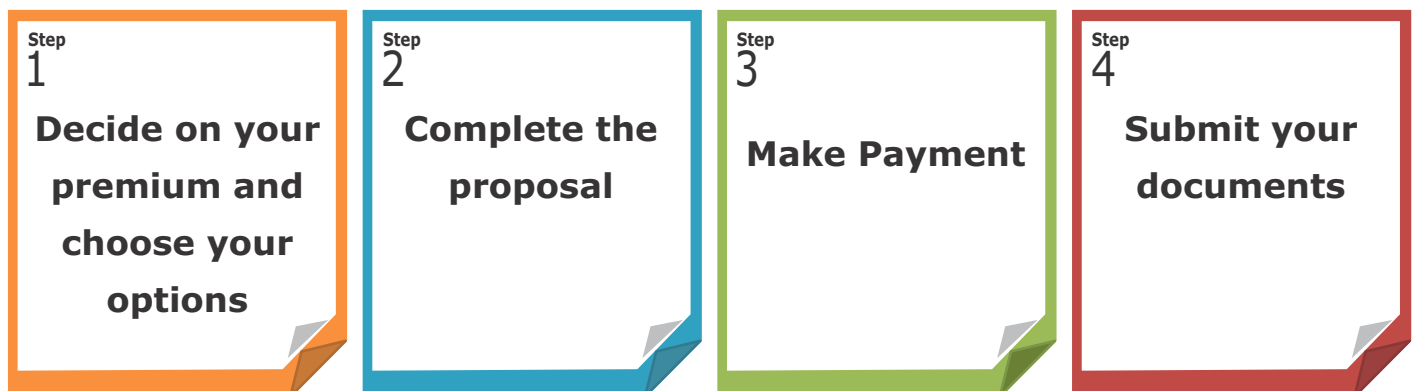 Step
1
Decide on your
premium and
choose your
options
Step
2
Complete the
proposal
Step
3
Make Payment
Step
4
Submit your
documents